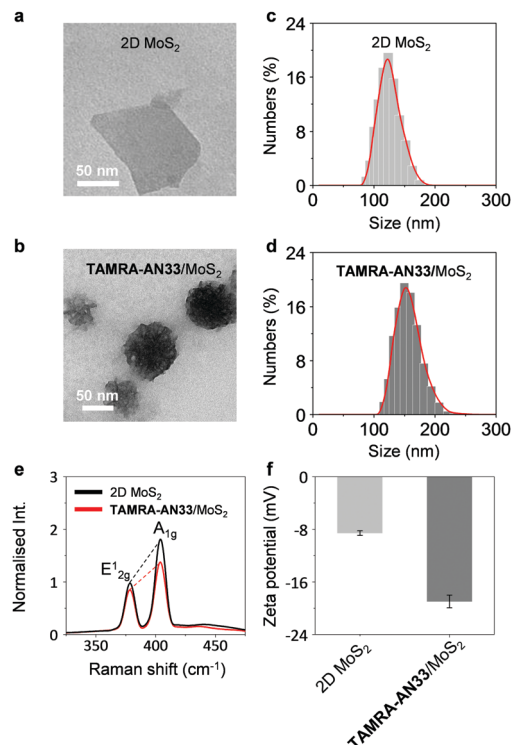 a
2D MoS₂
50 nm
b
TAMRA-AN33/MoS₂
50 nm
c
2D MoS₂
Numbers (%)
24
16
8
0
0 100 200 300
Size (nm)
d
TAMRA-AN33/MoS₂
Numbers (%)
24
16
8
0
0 100 200 300
Size (nm)
e
2D MoS₂
TAMRA-AN33/MoS₂
A₁g
E¹₂g
Normalised Int.
3
2
1
0
350 400 450
Raman shift (cm⁻¹)
f
Zeta potential (mV)
0
-8
-16
-24
2D MoS₂
TAMRA-AN33/MoS₂